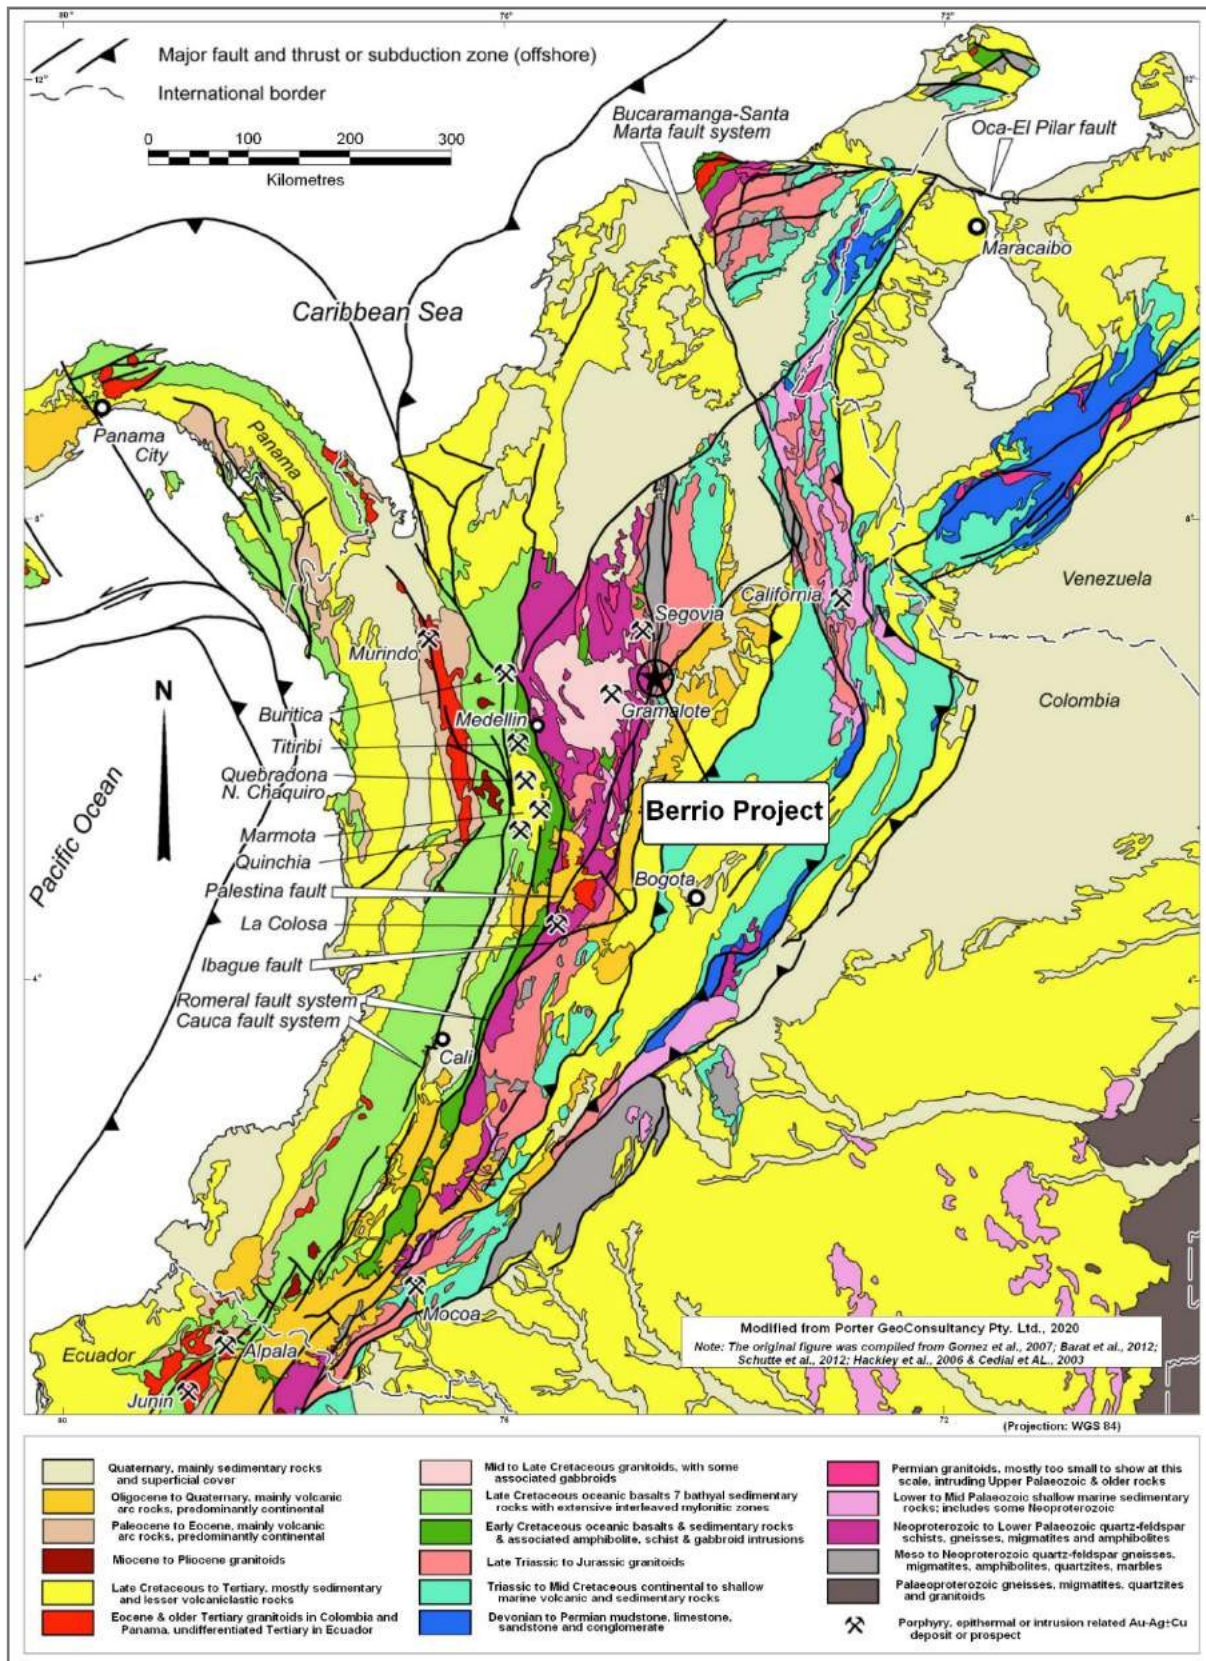 80°
76°
72°
Major fault and thrust or subduction zone (offshore)
12°
12°
International border
0 100 200 300
Kilometres
Bucaramanga-Santa
Marta fault system
Oca-El Pilar fault
Maracaibo
Caribbean Sea
Panama
City
Panama
8°
8°
Venezuela
California
Segovia
Murindo
N
Colombia
Buritica
Medellin
Gramalote
Titiribi
Quebradona
N. Chaquiro
Berrio Project
Marmota
Pacific Ocean
Quinchia
Palestina fault
Bogota
La Colosa
Ibague fault
4°
Romeral fault system
Cauca fault system
Cali
Mocoa
Ecuador
Alpala
Junin
Modified from Porter GeoConsultancy Pty. Ltd., 2020
Note: The original figure was compiled from Gomez et al., 2007; Barat et al., 2012;
Schutte et al., 2012; Hackley et al., 2006 & Cedial et AL., 2003
80
76
72
(Projection: WGS 84)
Quaternary, mainly sedimentary rocks
and superficial cover
Oligocene to Quaternary, mainly volcanic
arc rocks, predominantly continental
Paleocene to Eocene, mainly volcanic
arc rocks, predominantly continental
Miocene to Pliocene granitoids
Late Cretaceous to Tertiary, mostly sedimentary
and lesser volcaniclastic rocks
Eocene & older Tertiary granitoids in Colombia and
Panama, undifferentiated Tertiary in Ecuador
Mid to Late Cretaceous granitoids, with some
associated gabbroids
Late Cretaceous oceanic basalts 7 bathyal sedimentary
rocks with extensive interleaved mylonitic zones
Early Cretaceous oceanic basalts & sedimentary rocks
& associated amphibolite, schist & gabbroid intrusions
Late Triassic to Jurassic granitoids
Triassic to Mid Cretaceous continental to shallow
marine volcanic and sedimentary rocks
Devonian to Permian mudstone, limestone,
sandstone and conglomerate
Permian granitoids, mostly too small to show at this
scale, intruding Upper Palaeozoic & older rocks
Lower to Mid Palaeozoic shallow marine sedimentary
rocks; includes some Neoproterozoic
Neoproterozoic to Lower Palaeozoic quartz-feldspar
schists, gneisses, migmatites and amphibolites
Meso to Neoproterozoic quartz-feldspar gneisses,
migmatites, amphibolites, quartzites, marbles
Palaeoproterozoic gneisses, migmatites, quartzites
and granitoids
Porphyry, epithermal or intrusion related Au-Ag±Cu
deposit or prospect